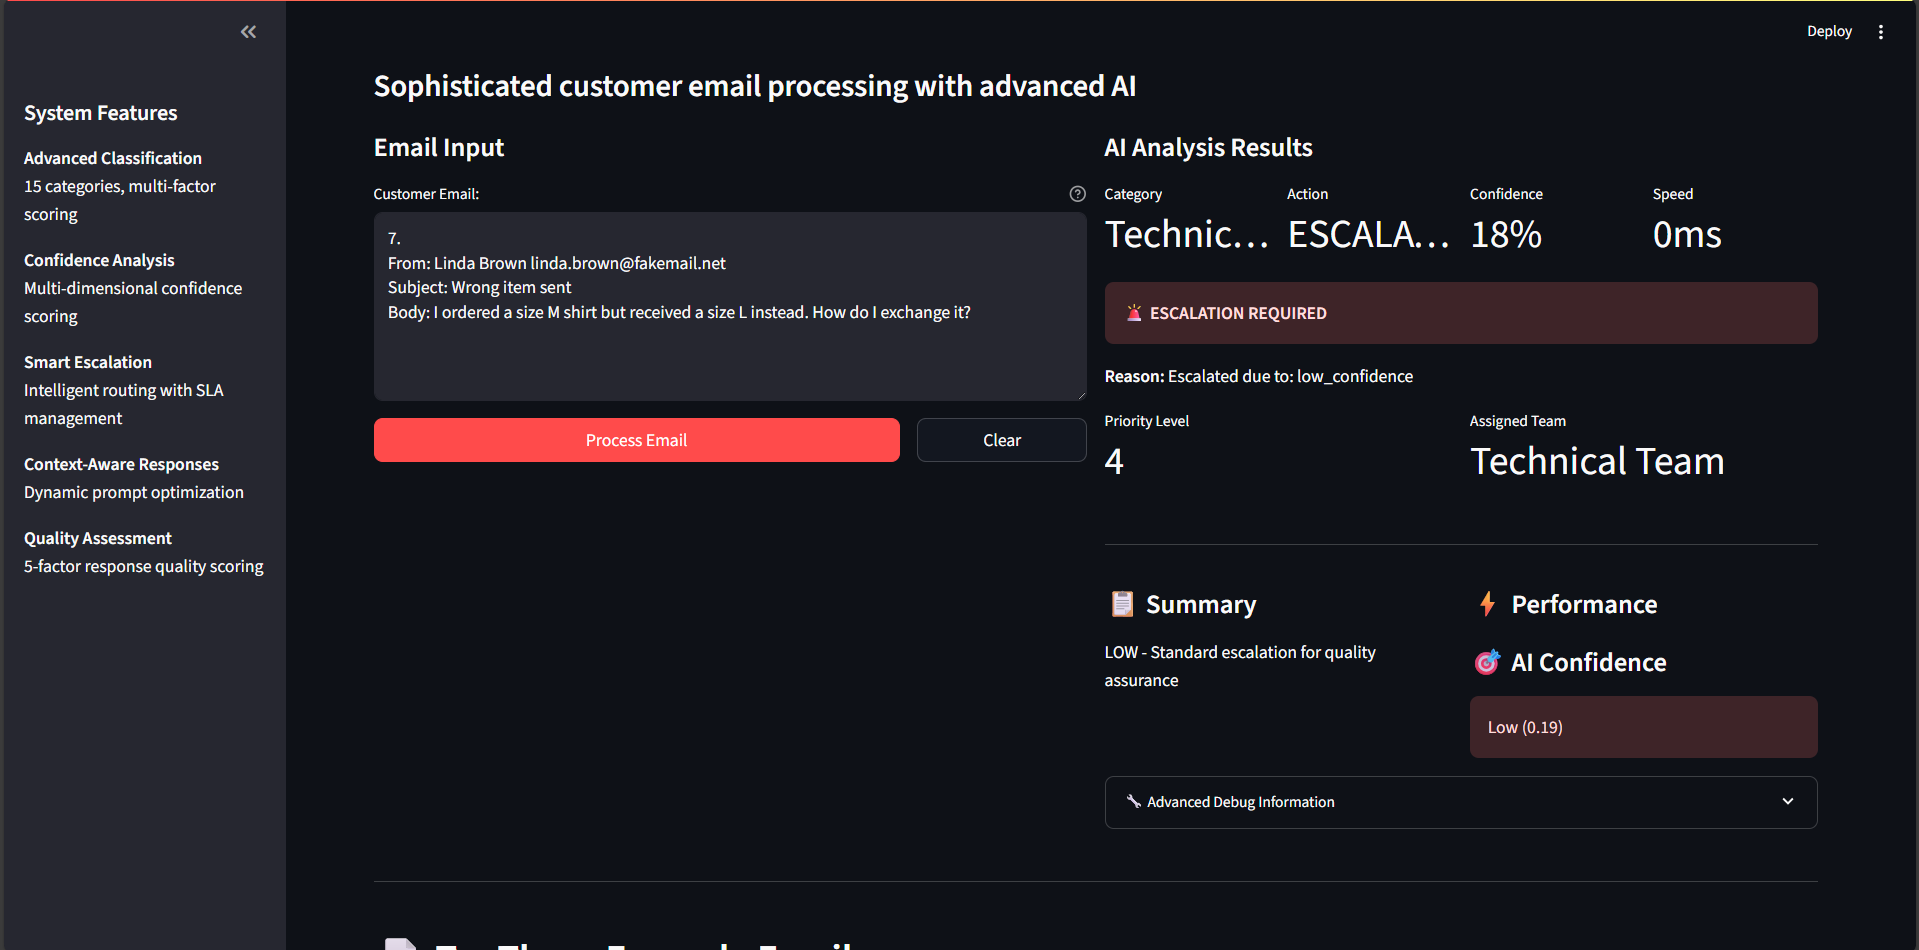 Deploy
System Features
Advanced Classification
15 categories, multi-factor
scoring
Confidence Analysis
Multi-dimensional confidence
scoring
Smart Escalation
Intelligent routing with SLA
management
Context-Aware Responses
Dynamic prompt optimization
Quality Assessment
5-factor response quality scoring
Sophisticated customer email processing with advanced AI
Email Input
Customer Email:
7.
From: Linda Brown linda.brown@fakemail.net
Subject: Wrong item sent
Body: I ordered a size M shirt but received a size L instead. How do I exchange it?
Process Email
Clear
AI Analysis Results
Category
Technic...
Action
ESCALA...
Confidence
18%
Speed
0ms
ESCALATION REQUIRED
Reason: Escalated due to: low_confidence
Priority Level
4
Assigned Team
Technical Team
Summary
LOW - Standard escalation for quality
assurance
Performance
AI Confidence
Low (0.19)
Advanced Debug Information